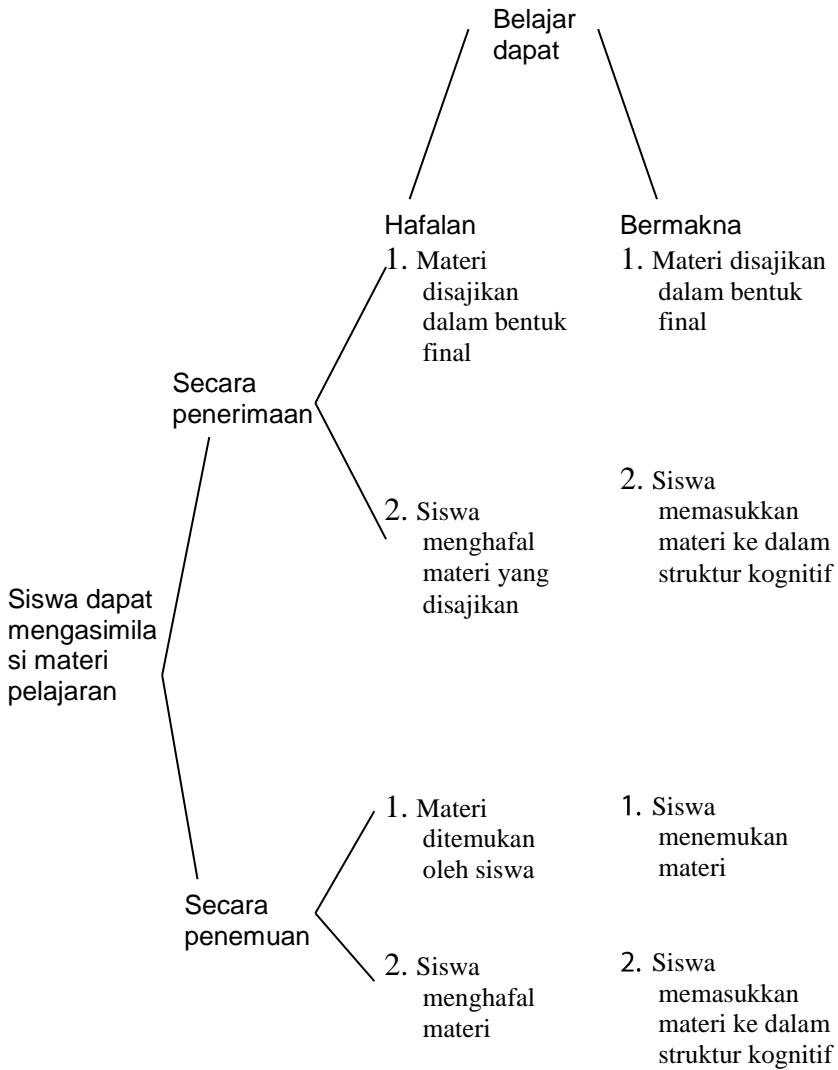 Belajar
dapat
Hafalan
1. Materi
disajikan
dalam bentuk
final
Bermakna
1. Materi disajikan
dalam bentuk
final
Secara
penerimaan
2. Siswa
menghafal
materi yang
disajikan
2. Siswa
memasukkan
materi ke dalam
struktur kognitif
Siswa dapat
mengasimila
si materi
pelajaran
1. Materi
ditemukan
oleh siswa
1. Siswa
menemukan
materi
Secara
penemuan
2. Siswa
menghafal
materi
2. Siswa
memasukkan
materi ke dalam
struktur kognitif